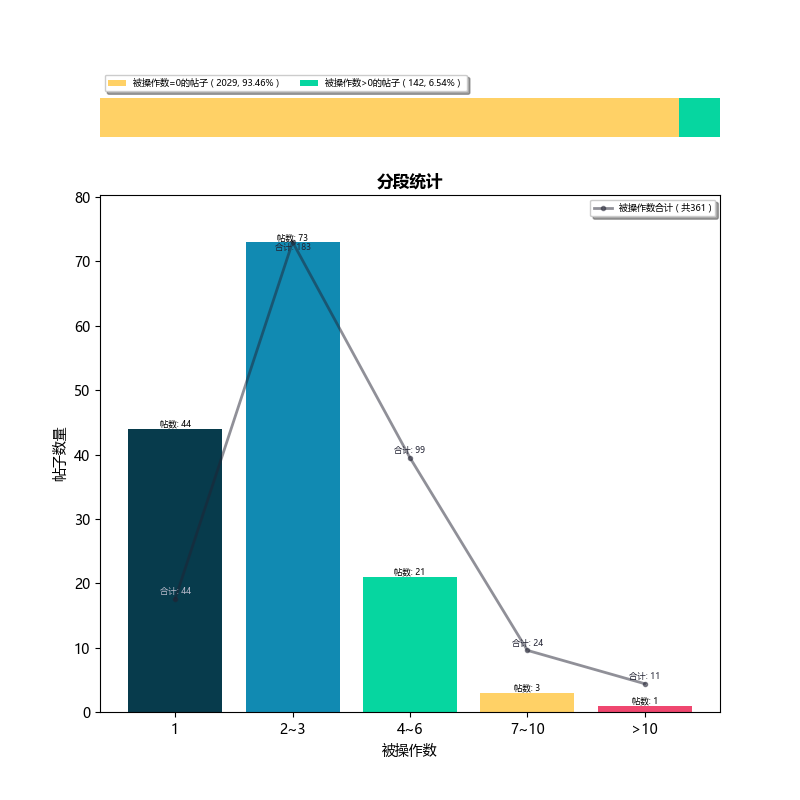 被操作数=0的帖子 ( 2029, 93.46% ) 被操作数>0的帖子 ( 142, 6.54% )
分段统计
被操作数合计 ( 共361 )
80
70
60
50
40
30
20
10
0
帖子数量
帖数: 44
合计: 44
帖数: 73
合计: 183
合计: 99
帖数: 21
合计: 24
帖数: 3
合计: 11
帖数: 1
1 2~3 4~6 7~10 >10
被操作数